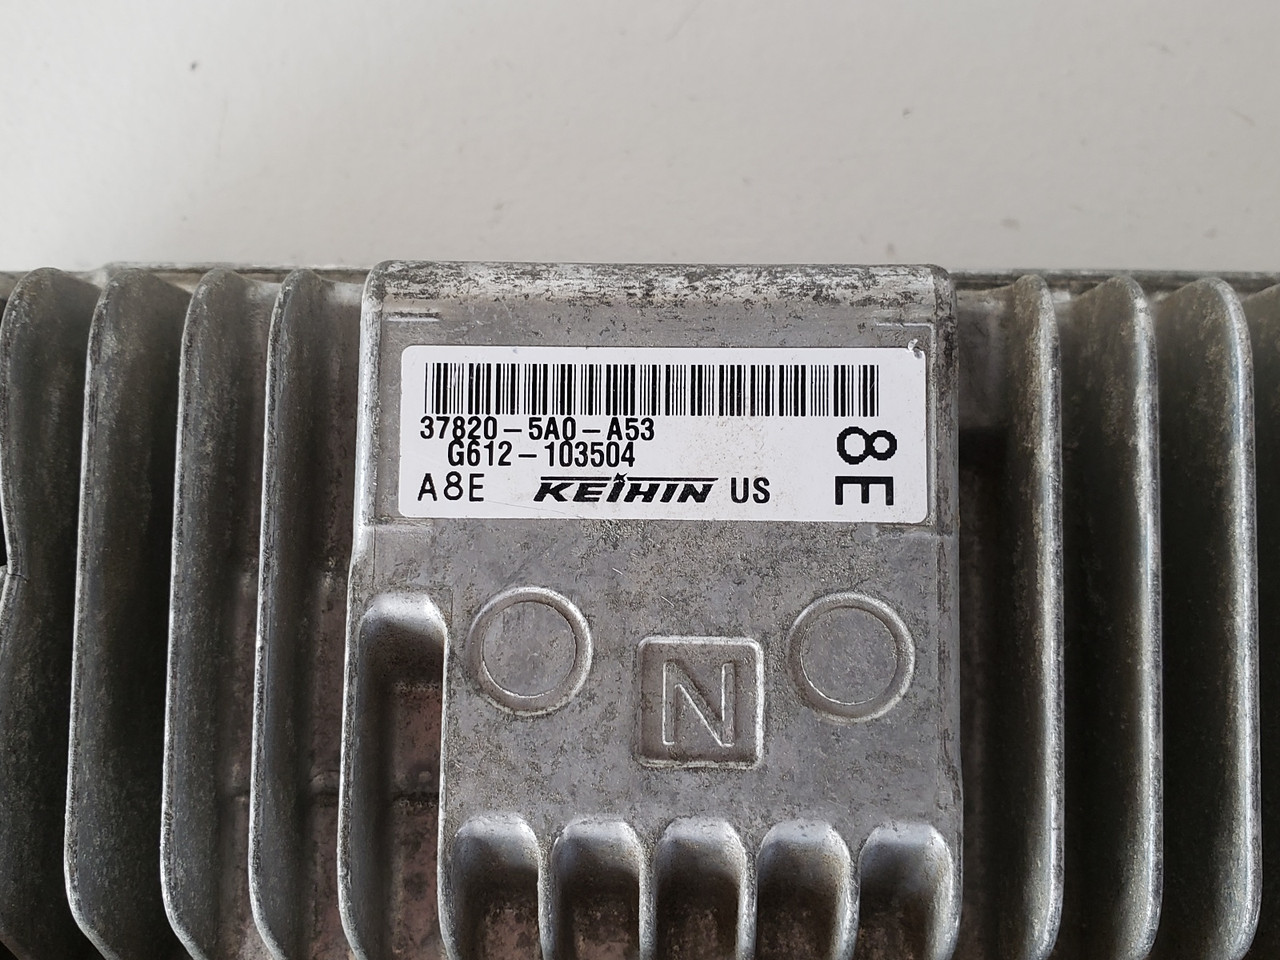 37820-5A0-A53
G612-103504
A8E KEIHIN US
8E
N